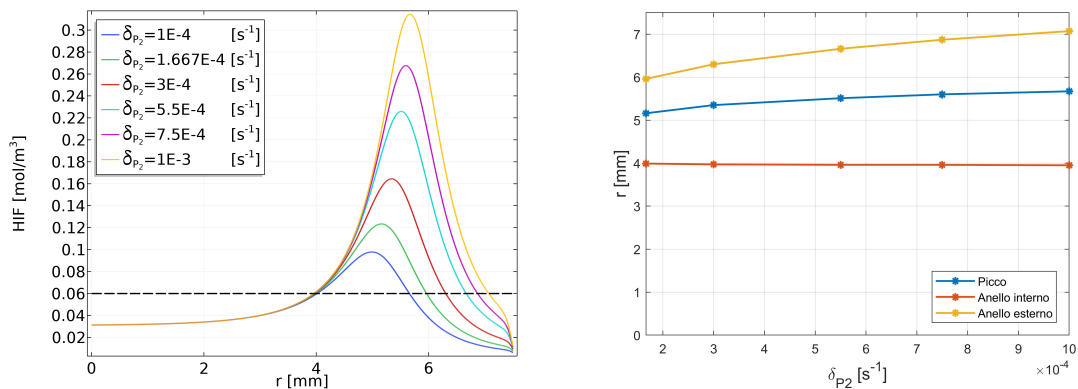 0.3
0.28
0.26
0.24
0.22
0.2
0.18
0.16
0.14
0.12
0.1
0.08
0.06
0.04
0.02
HIF [mol/m³]
δP₂=1E-4 [s⁻¹]
δP₂=1.667E-4 [s⁻¹]
δP₂=3E-4 [s⁻¹]
δP₂=5.5E-4 [s⁻¹]
δP₂=7.5E-4 [s⁻¹]
δP₂=1E-3 [s⁻¹]
0 2 4 6
r [mm]
7
6
5
4
3
2
1
0
r [mm]
Picco
Anello interno
Anello esterno
2 3 4 5 6 7 8 9 10
×10⁻⁴
δP2 [s⁻¹]